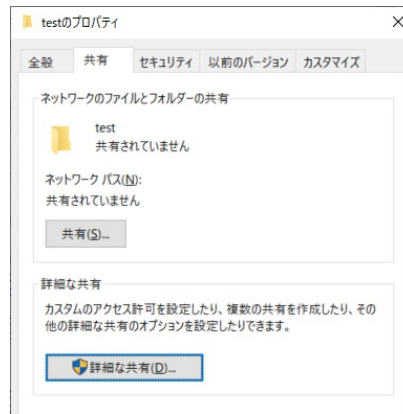 testのプロパティ
全般 共有 セキュリティ 以前のバージョン カスタマイズ
ネットワークのファイルとフォルダーの共有
test
共有されていません
ネットワーク パス(N):
共有されていません
共有(S)...
詳細な共有
カスタムのアクセス許可を設定したり、複数の共有を作成したり、その
他の詳細な共有のオプションを設定したりできます。
詳細な共有(D)...